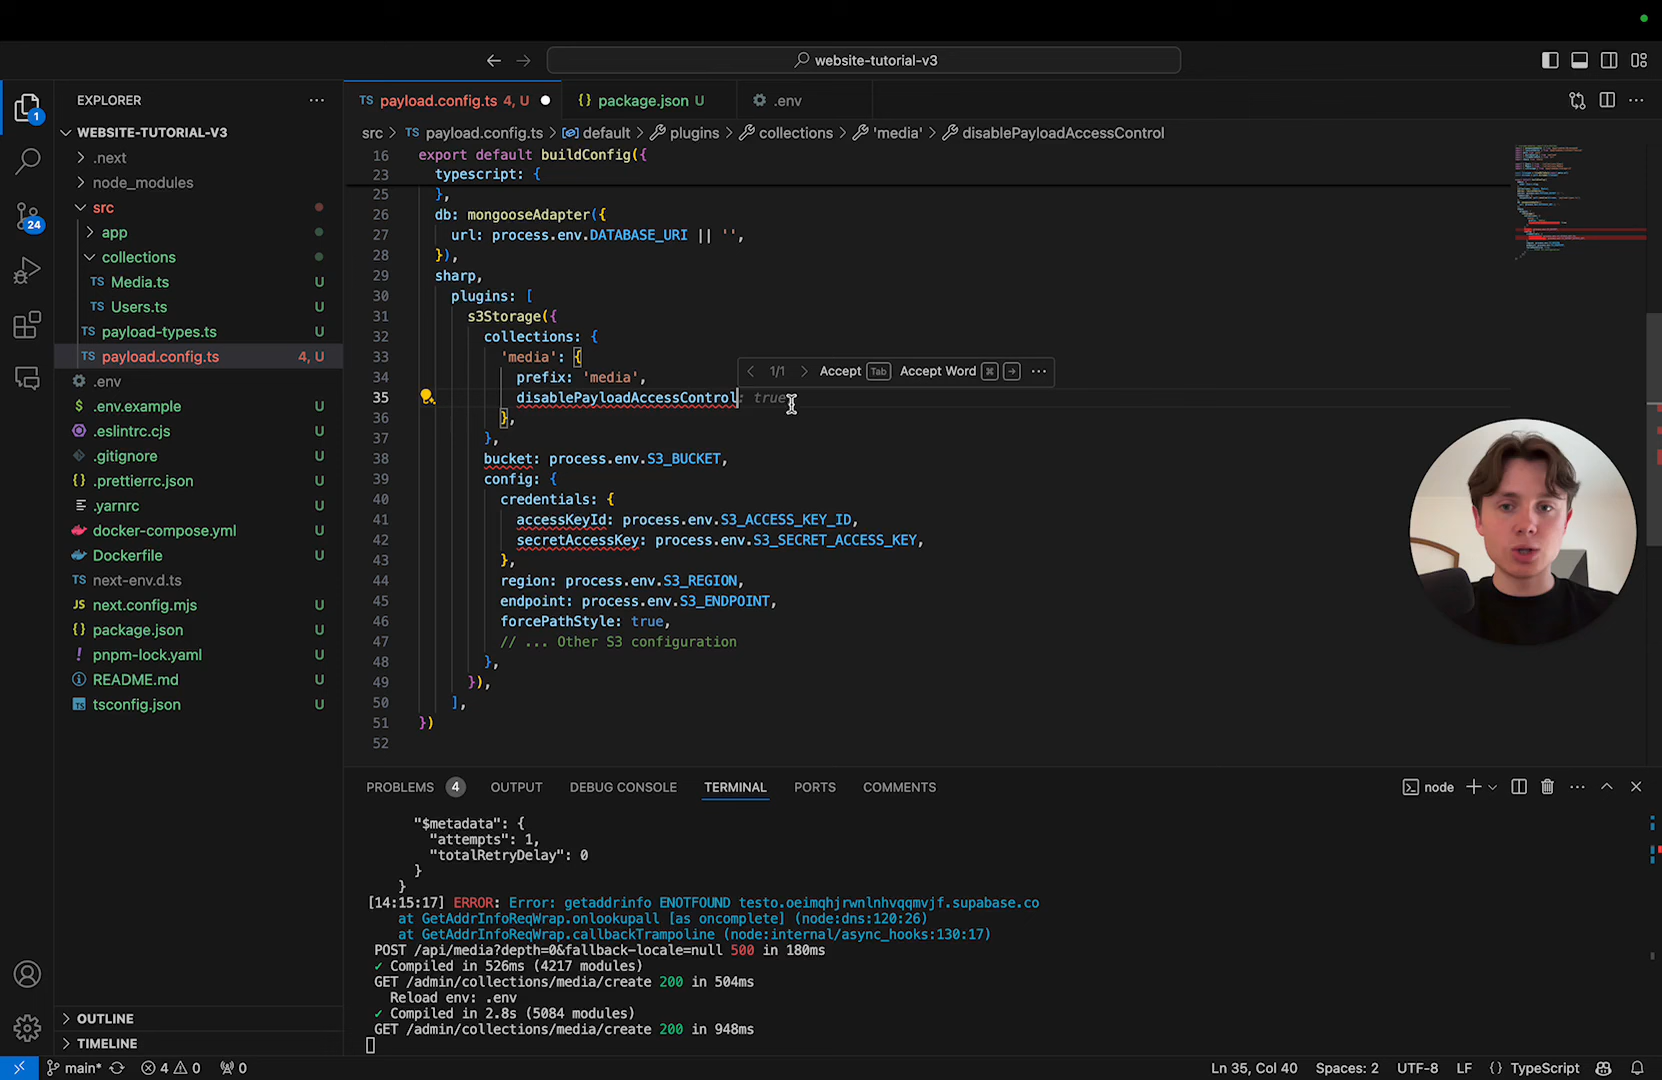 website-tutorial-v3
EXPLORER
payload.config.ts 4, U
package.json U
.env
1
WEBSITE-TUTORIAL-V3
src > payload.config.ts > default > plugins > collections > 'media' > disablePayloadAccessControl
.next
node_modules
src
app
collections
Media.ts U
Users.ts U
payload-types.ts U
payload.config.ts 4, U
.env
.env.example U
.eslintrc.cjs U
.gitignore U
.prettierrc.json U
.yarnrc U
docker-compose.yml U
Dockerfile U
next-env.d.ts
next.config.mjs U
package.json U
pnpm-lock.yaml U
README.md U
tsconfig.json U
24
OUTLINE
TIMELINE
16 export default buildConfig({
23 typescript: {
25 },
26 db: mongooseAdapter({
27 url: process.env.DATABASE_URI || '',
28 }),
29 sharp,
30 plugins: [
31 s3Storage({
32 collections: {
33 'media': {
1/1 Accept Tab Accept Word ⌘ → ...
34 prefix: 'media',
35 disablePayloadAccessControl: true
36 },
37 },
38 bucket: process.env.S3_BUCKET,
39 config: {
40 credentials: {
41 accessKeyId: process.env.S3_ACCESS_KEY_ID,
42 secretAccessKey: process.env.S3_SECRET_ACCESS_KEY,
43 },
44 region: process.env.S3_REGION,
45 endpoint: process.env.S3_ENDPOINT,
46 forcePathStyle: true,
47 // ... Other S3 configuration
48 },
49 }),
50 ],
51 })
52
PROBLEMS 4 OUTPUT DEBUG CONSOLE TERMINAL PORTS COMMENTS
node
"$metadata": {
"attempts": 1,
"totalRetryDelay": 0
}
}
[14:15:17] ERROR: Error: getaddrinfo ENOTFOUND testo.oeimqhjrwnlnhvqqmvjf.supabase.co
at GetAddrInfoReqWrap.onlookupall [as oncomplete] (node:dns:120:26)
at GetAddrInfoReqWrap.callbackTrampoline (node:internal/async_hooks:130:17)
POST /api/media?depth=0&fallback-locale=null 500 in 180ms
✓ Compiled in 526ms (4217 modules)
GET /admin/collections/media/create 200 in 504ms
Reload env: .env
✓ Compiled in 2.8s (5084 modules)
GET /admin/collections/media/create 200 in 948ms
main* 4 0 0
Ln 35, Col 40 Spaces: 2 UTF-8 LF {} TypeScript